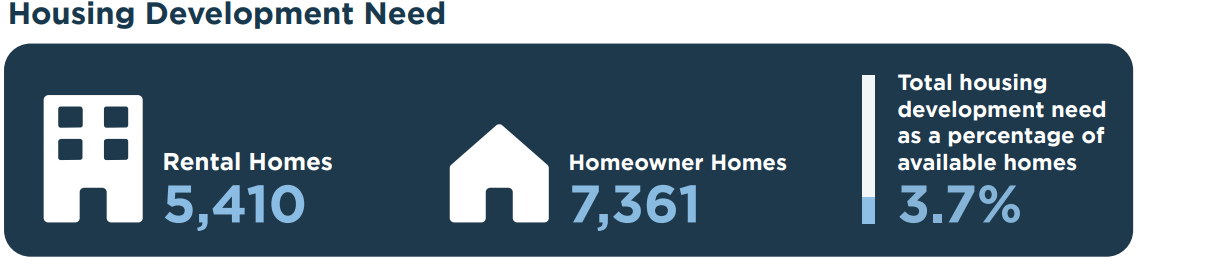 Housing Development Need
Rental Homes
5,410
Homeowner Homes
7,361
Total housing
development need
as a percentage of
available homes
3.7%